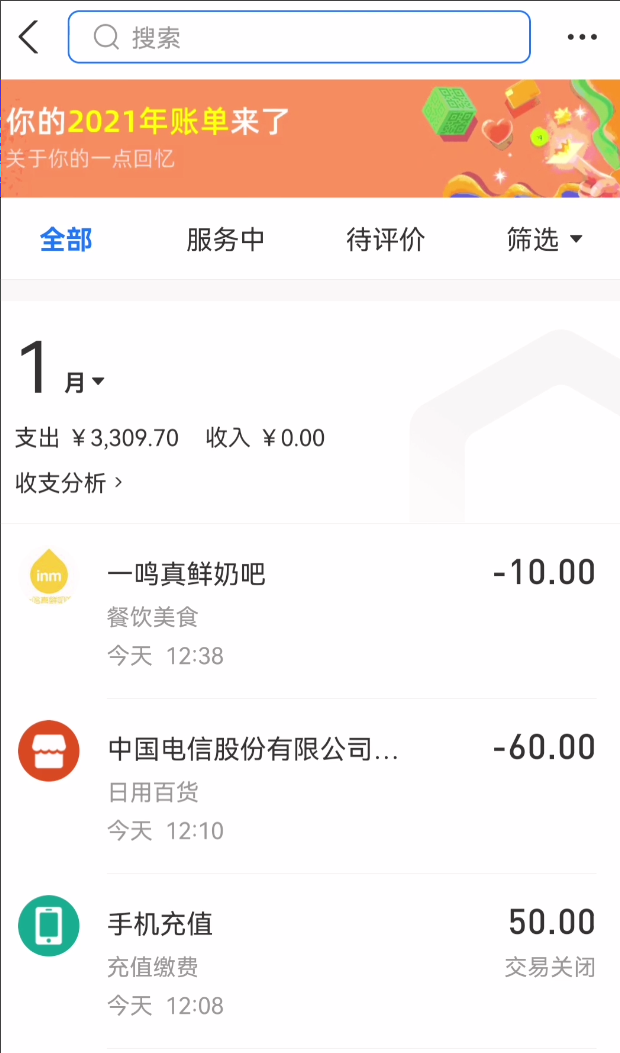 搜索
你的2021年账单来了
关于你的一点回忆
全部 服务中 待评价 筛选
1月
支出 ¥3,309.70 收入 ¥0.00
收支分析
inm
一鸣真鲜奶吧 -10.00
餐饮美食
今天 12:38
中国电信股份有限公司... -60.00
日用百货
今天 12:10
手机充值 50.00
充值缴费 交易关闭
今天 12:08